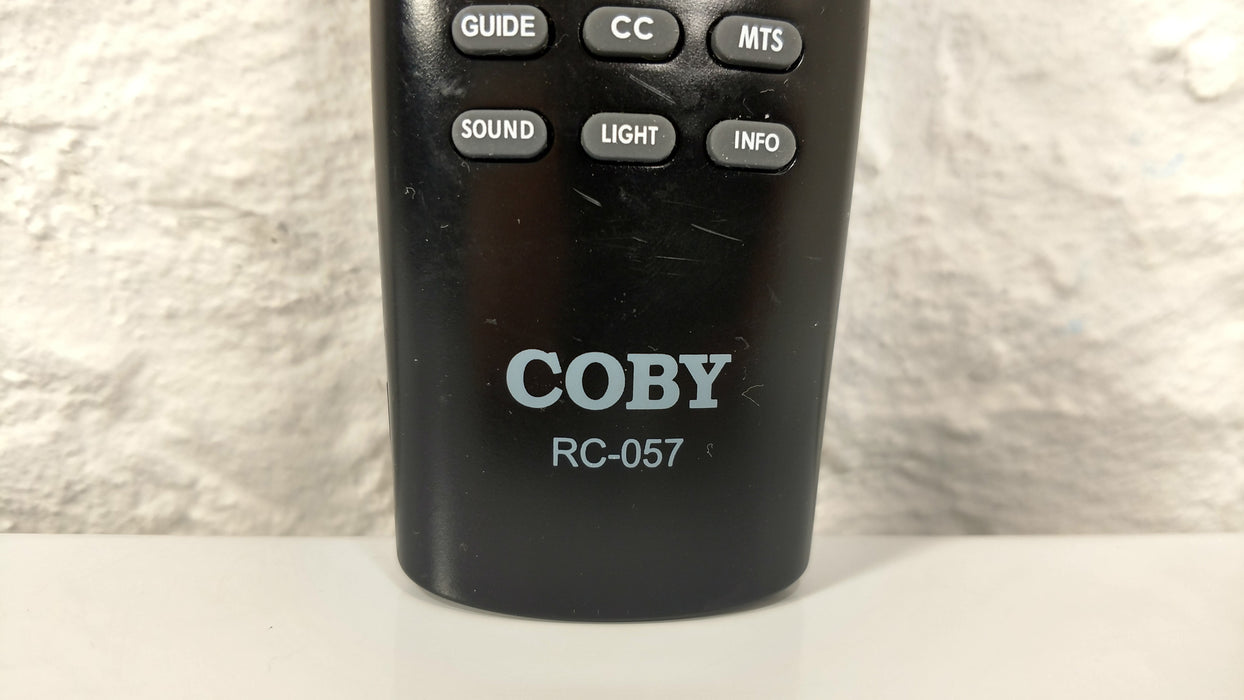 GUIDE CC MTS
SOUND LIGHT INFO
COBY
RC-057